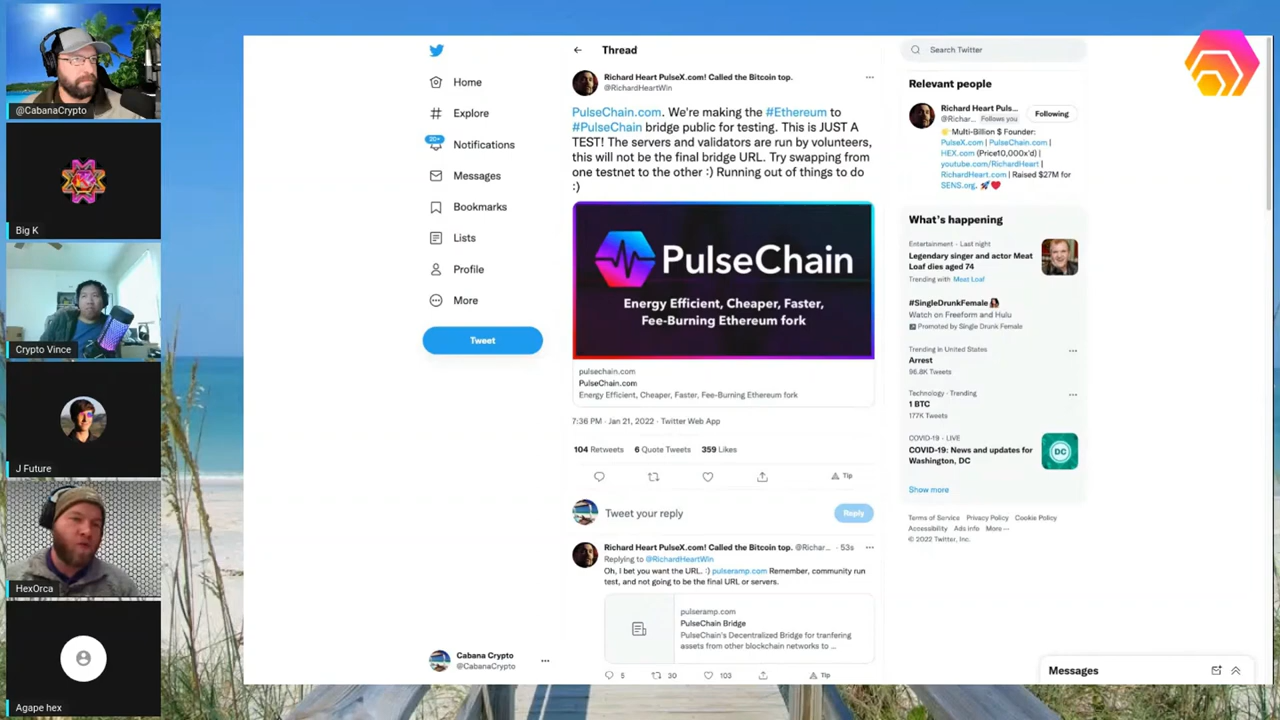 @CabanaCrypto
Big K
Crypto Vince
J Future
HexOrca
Agape hex
Home
Explore
20+
Notifications
Messages
Bookmarks
Lists
Profile
More
Tweet
Cabana Crypto
@CabanaCrypto
Thread
Richard Heart PulseX.com! Called the Bitcoin top.
@RichardHeartWin
PulseChain.com. We're making the #Ethereum to
#PulseChain bridge public for testing. This is JUST A
TEST! The servers and validators are run by volunteers,
this will not be the final bridge URL. Try swapping from
one testnet to the other :) Running out of things to do
:)
PulseChain
Energy Efficient, Cheaper, Faster,
Fee-Burning Ethereum fork
pulsechain.com
PulseChain.com
Energy Efficient, Cheaper, Faster, Fee-Burning Ethereum fork
7:36 PM · Jan 21, 2022 · Twitter Web App
104 Retweets 6 Quote Tweets 359 Likes
Tip
Tweet your reply
Reply
Richard Heart PulseX.com! Called the Bitcoin top. @Richar... · 53s
Replying to @RichardHeartWin
Oh, I bet you want the URL. :) pulseramp.com Remember, community run
test, and not going to be the final URL or servers.
pulseramp.com
PulseChain Bridge
PulseChain's Decentralized Bridge for tranfering
assets from other blockchain networks to ...
5 30 103 Tip
Search Twitter
Relevant people
Richard Heart Puls...
@Richar... Follows you
Following
Multi-Billion $ Founder:
PulseX.com | PulseChain.com |
HEX.com (Price10,000x'd) |
youtube.com/RichardHeart |
RichardHeart.com | Raised $27M for
SENS.org.
What's happening
Entertainment · Last night
Legendary singer and actor Meat
Loaf dies aged 74
Trending with Meat Loaf
#SingleDrunkFemale
Watch on Freeform and Hulu
Promoted by Single Drunk Female
Trending in United States
Arrest
96.8K Tweets
Technology · Trending
1 BTC
177K Tweets
COVID-19 · LIVE
COVID-19: News and updates for
Washington, DC
DC
Show more
Terms of Service Privacy Policy Cookie Policy
Accessibility Ads info More ...
© 2022 Twitter, Inc.
Messages